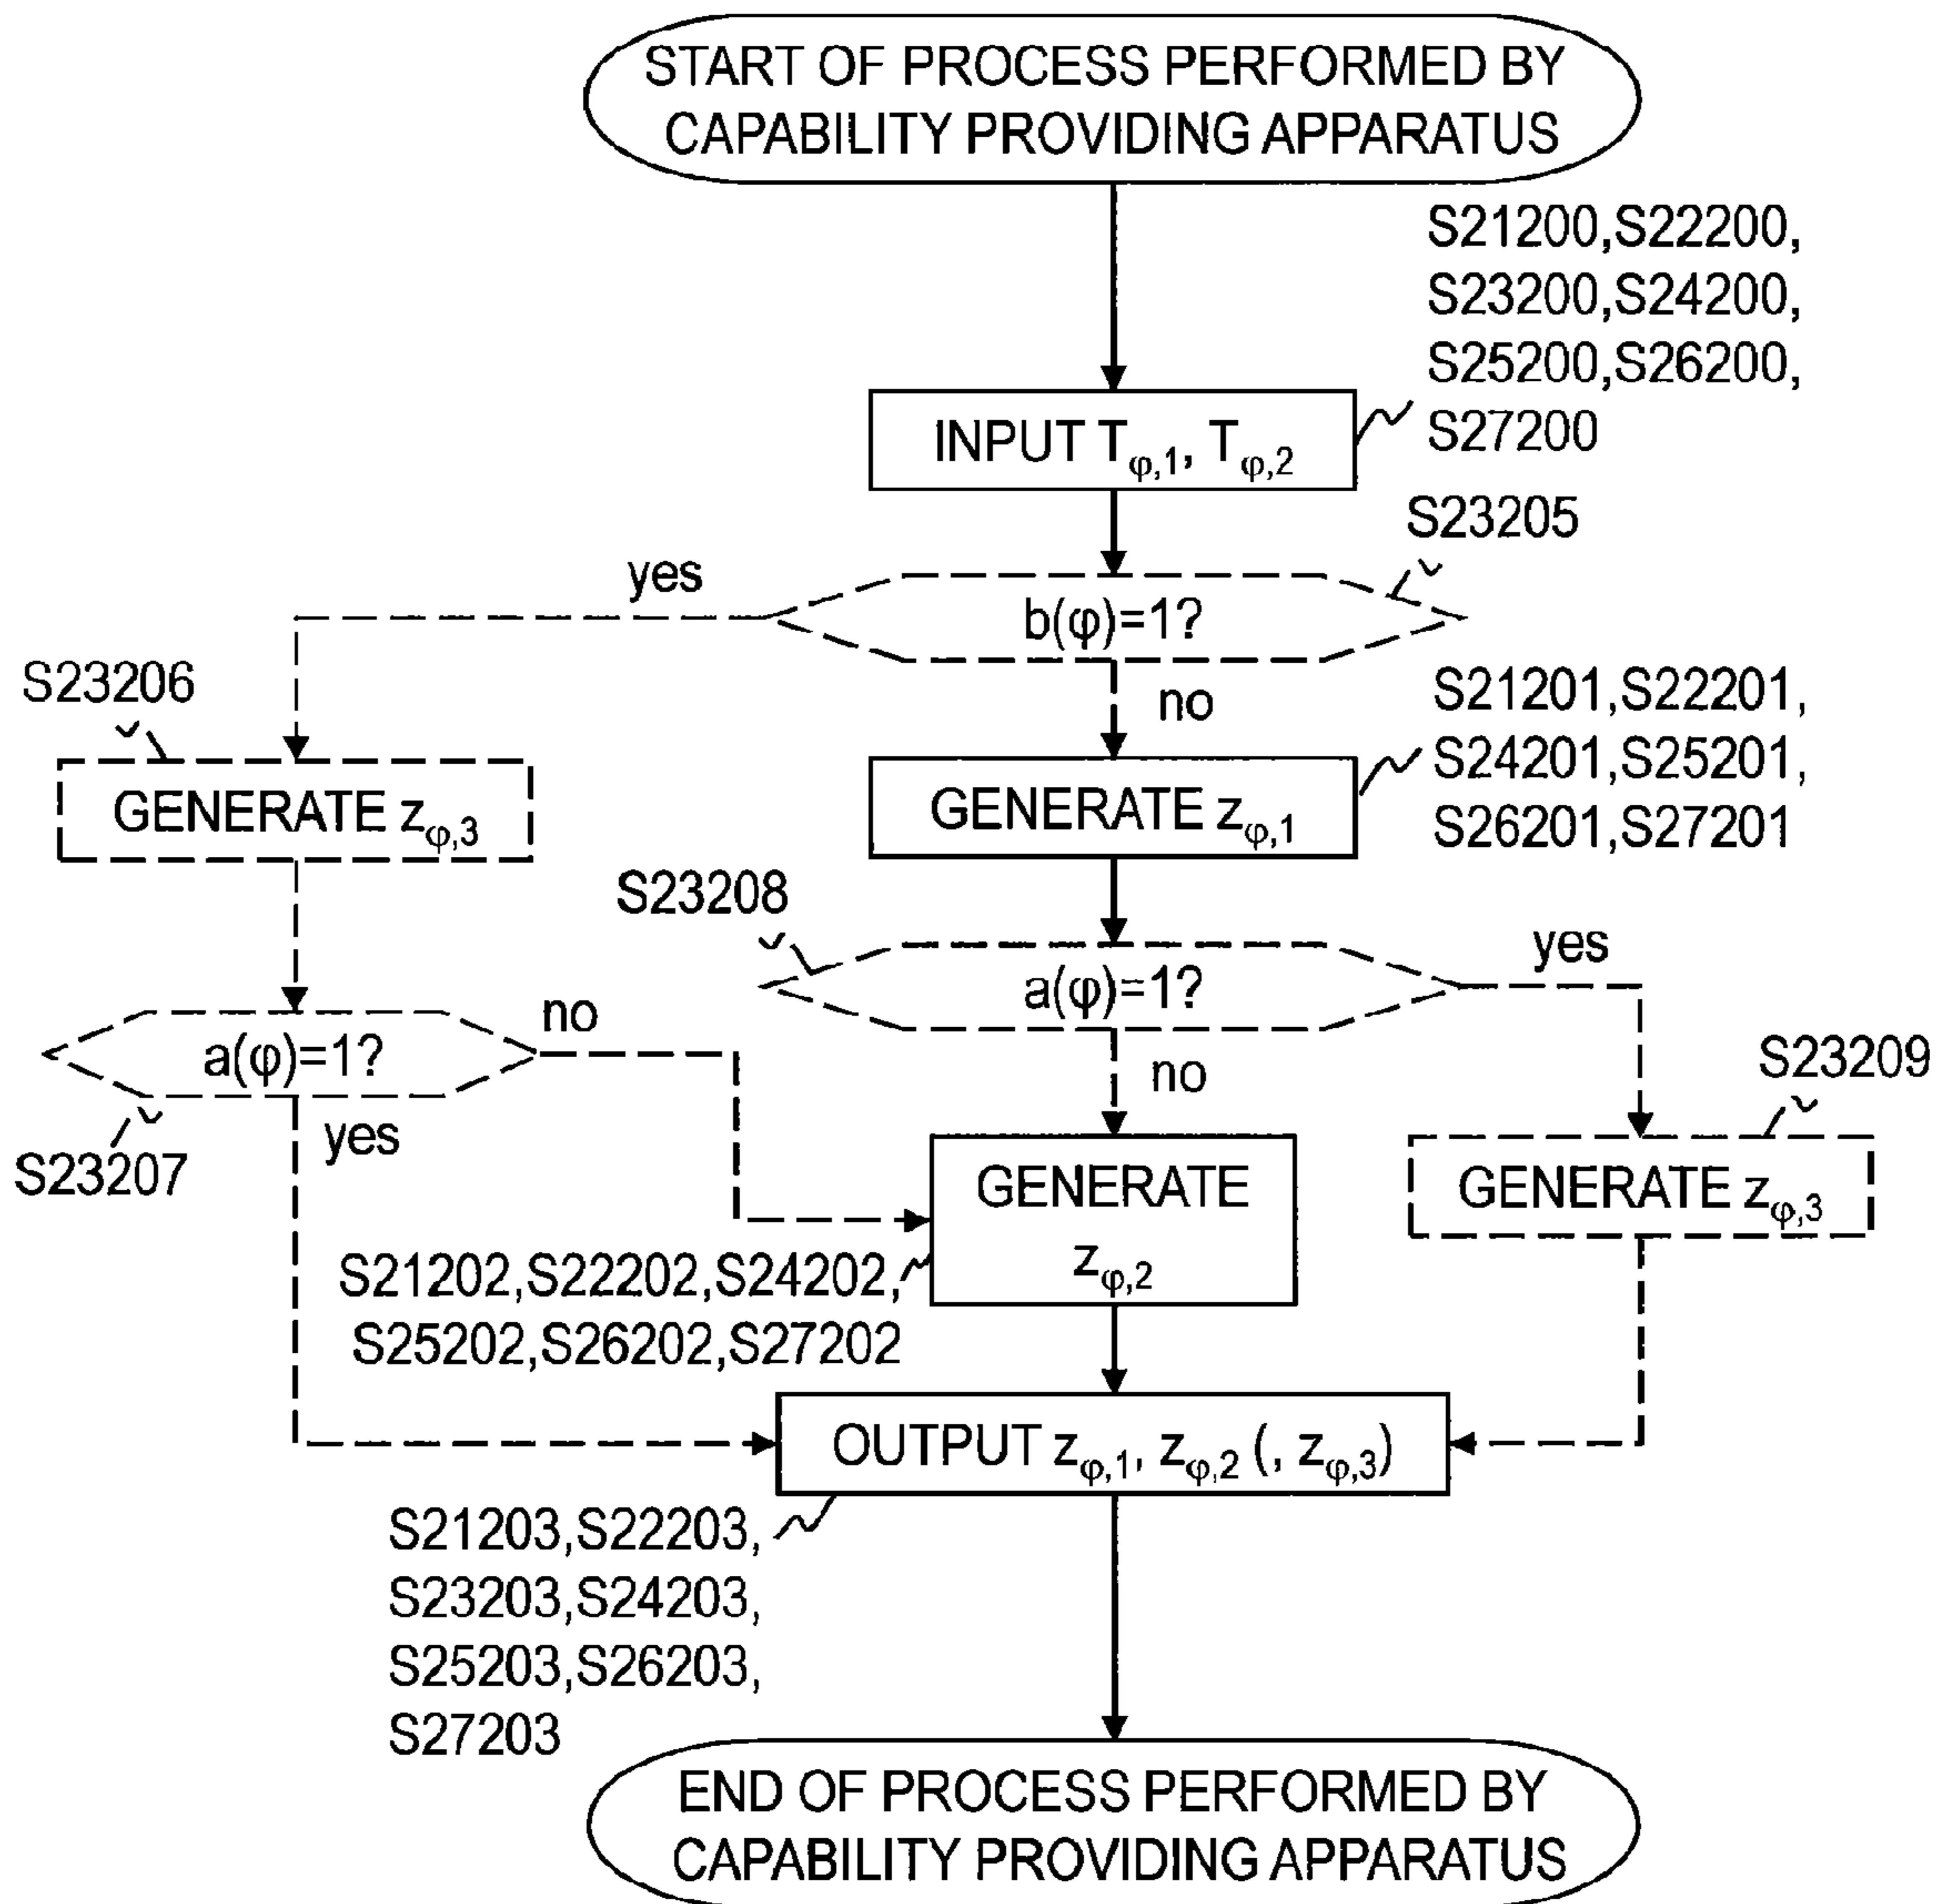 START OF PROCESS PERFORMED BY
CAPABILITY PROVIDING APPARATUS
S21200,S22200,
S23200,S24200,
S25200,S26200,
S27200
INPUT Tφ,1, Tφ,2
S23205
yes
b(φ)=1?
no
S23206
S21201,S22201,
S24201,S25201,
S26201,S27201
GENERATE zφ,3
GENERATE zφ,1
S23208
a(φ)=1?
yes
no
a(φ)=1?
no
yes
S23207
S23209
GENERATE
zφ,2
GENERATE zφ,3
S21202,S22202,S24202,
S25202,S26202,S27202
OUTPUT zφ,1, zφ,2 (, zφ,3)
S21203,S22203,
S23203,S24203,
S25203,S26203,
S27203
END OF PROCESS PERFORMED BY
CAPABILITY PROVIDING APPARATUS